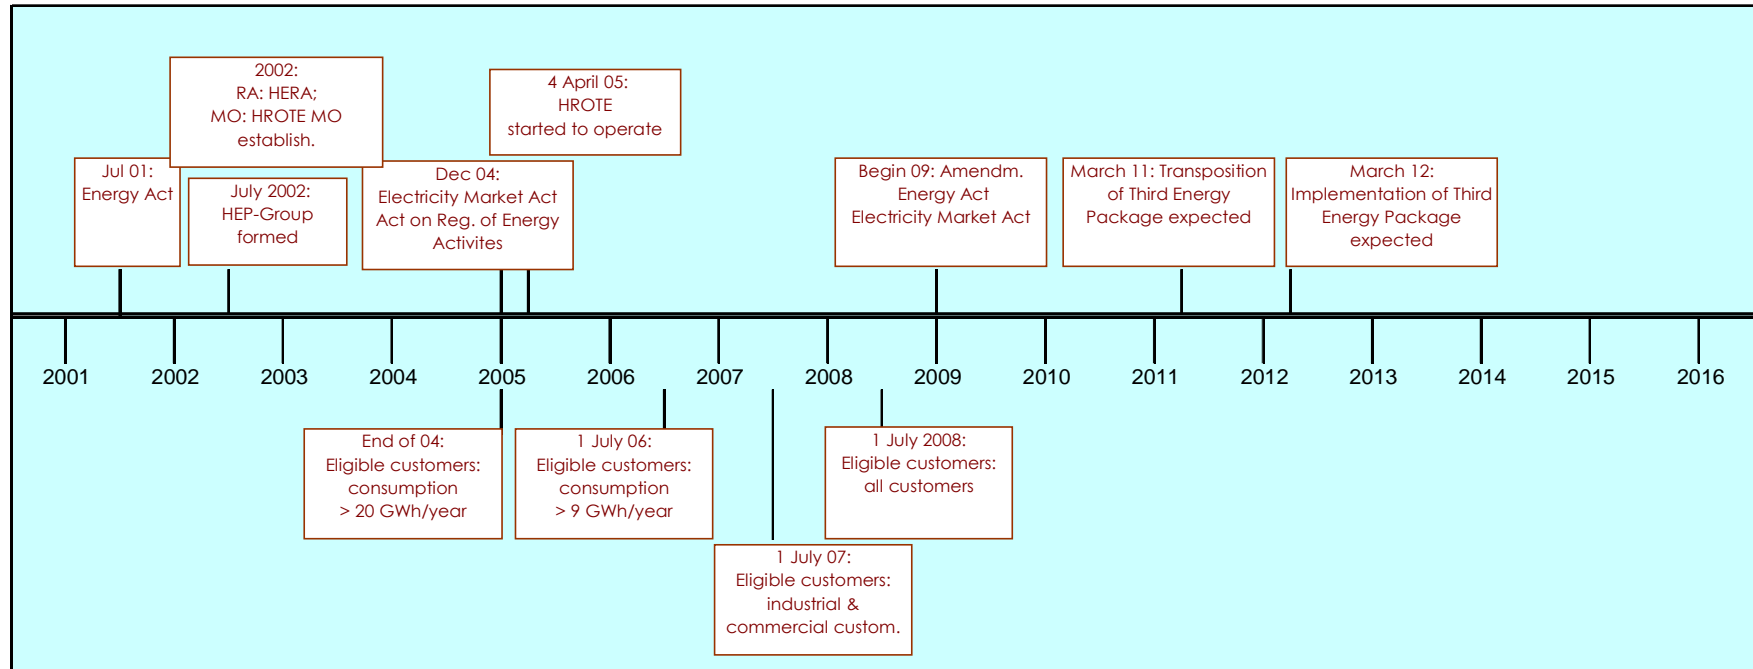 2002:
RA: HERA;
MO: HROTE MO
establish.
4 April 05:
HROTE
started to operate
Jul 01:
Energy Act
July 2002:
HEP-Group
formed
Dec 04:
Electricity Market Act
Act on Reg. of Energy
Activites
Begin 09: Amendm.
Energy Act
Electricity Market Act
March 11: Transposition
of Third Energy
Package expected
March 12:
Implementation of Third
Energy Package
expected
2001 2002 2003 2004 2005 2006 2007 2008 2009 2010 2011 2012 2013 2014 2015 2016
End of 04:
Eligible customers:
consumption
> 20 GWh/year
1 July 06:
Eligible customers:
consumption
> 9 GWh/year
1 July 07:
Eligible customers:
industrial &
commercial custom.
1 July 2008:
Eligible customers:
all customers